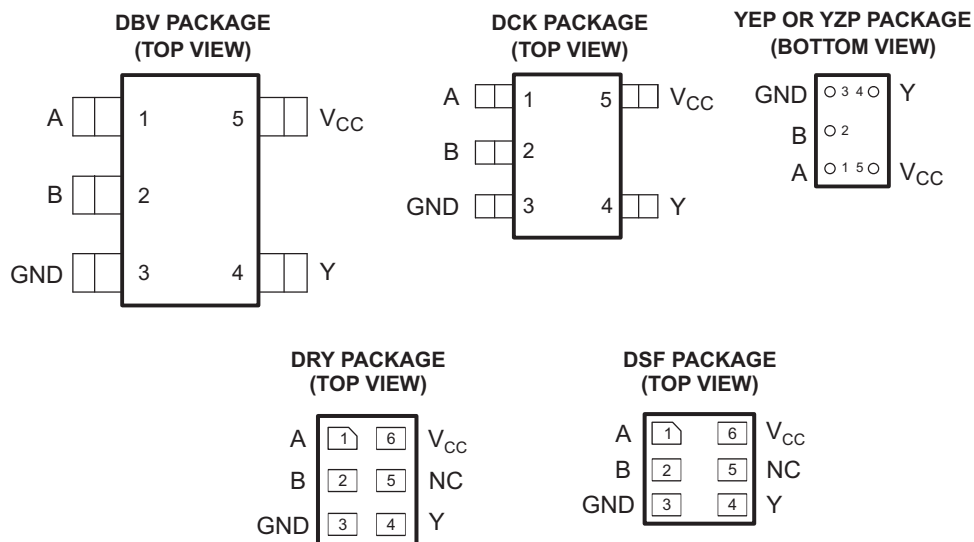 DBV PACKAGE
(TOP VIEW)
A 1 5 VCC
B 2
GND 3 4 Y
DCK PACKAGE
(TOP VIEW)
A 1 5 VCC
B 2
GND 3 4 Y
YEP OR YZP PACKAGE
(BOTTOM VIEW)
GND 3 4 Y
B 2
A 1 5 VCC
DRY PACKAGE
(TOP VIEW)
A 1 6 VCC
B 2 5 NC
GND 3 4 Y
DSF PACKAGE
(TOP VIEW)
A 1 6 VCC
B 2 5 NC
GND 3 4 Y